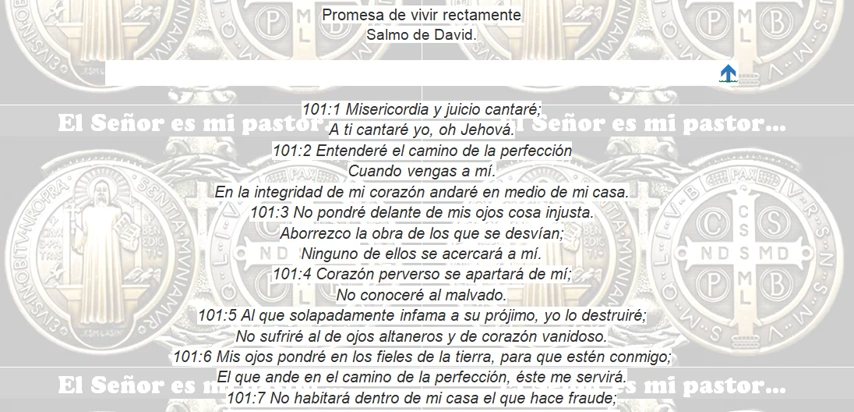 Promesa de vivir rectamente
Salmo de David.
101:1 Misericordia y juicio cantaré;
El Señor es mi pastor...
El Señor es mi pastor...
A ti cantaré yo, oh Jehová.
101:2 Entenderé el camino de la perfección
Cuando vengas a mí.
En la integridad de mi corazón andaré en medio de mi casa.
101:3 No pondré delante de mis ojos cosa injusta.
Aborrezco la obra de los que se desvían;
Ninguno de ellos se acercará a mí.
101:4 Corazón perverso se apartará de mí;
No conoceré al malvado.
101:5 Al que solapadamente infama a su prójimo, yo lo destruiré;
No sufriré al de ojos altaneros y de corazón vanidoso.
101:6 Mis ojos pondré en los fieles de la tierra, para que estén conmigo;
El que ande en el camino de la perfección, éste me servirá.
El Señor es mi pastor...
mi pastor...
101:7 No habitará dentro de mi casa el que hace fraude;